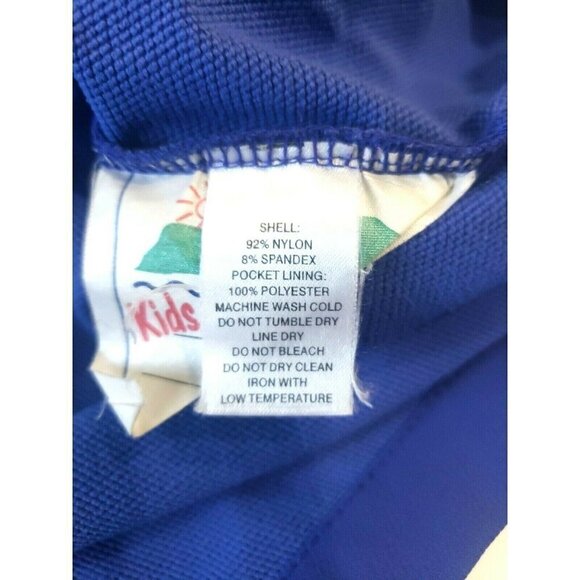 SHELL:
92% NYLON
8% SPANDEX
POCKET LINING:
100% POLYESTER
MACHINE WASH COLD
DO NOT TUMBLE DRY
LINE DRY
DO NOT BLEACH
DO NOT DRY CLEAN
IRON WITH
LOW TEMPERATURE
Kids